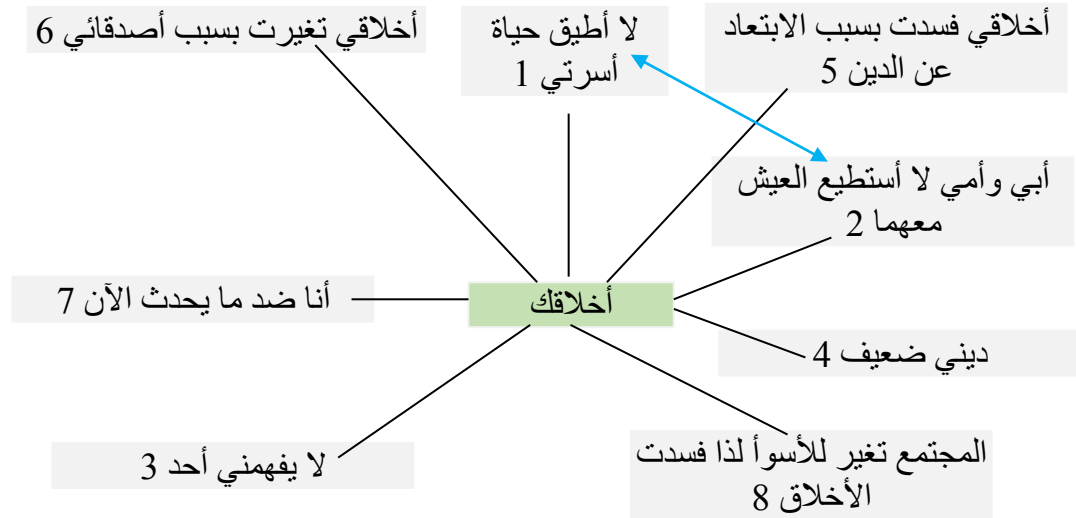 أخلاقي فسدت بسبب الابتعاد
عن الدين 5
لا أطيق حياة
أسرتي 1
أخلاقي تغيرت بسبب أصدقائي 6
أبي وأمي لا أستطيع العيش
معهما 2
أخلاقك
أنا ضد ما يحدث الآن 7
ديني ضعيف 4
المجتمع تغير للأسوأ لذا فسدت
الأخلاق 8
لا يفهمني أحد 3